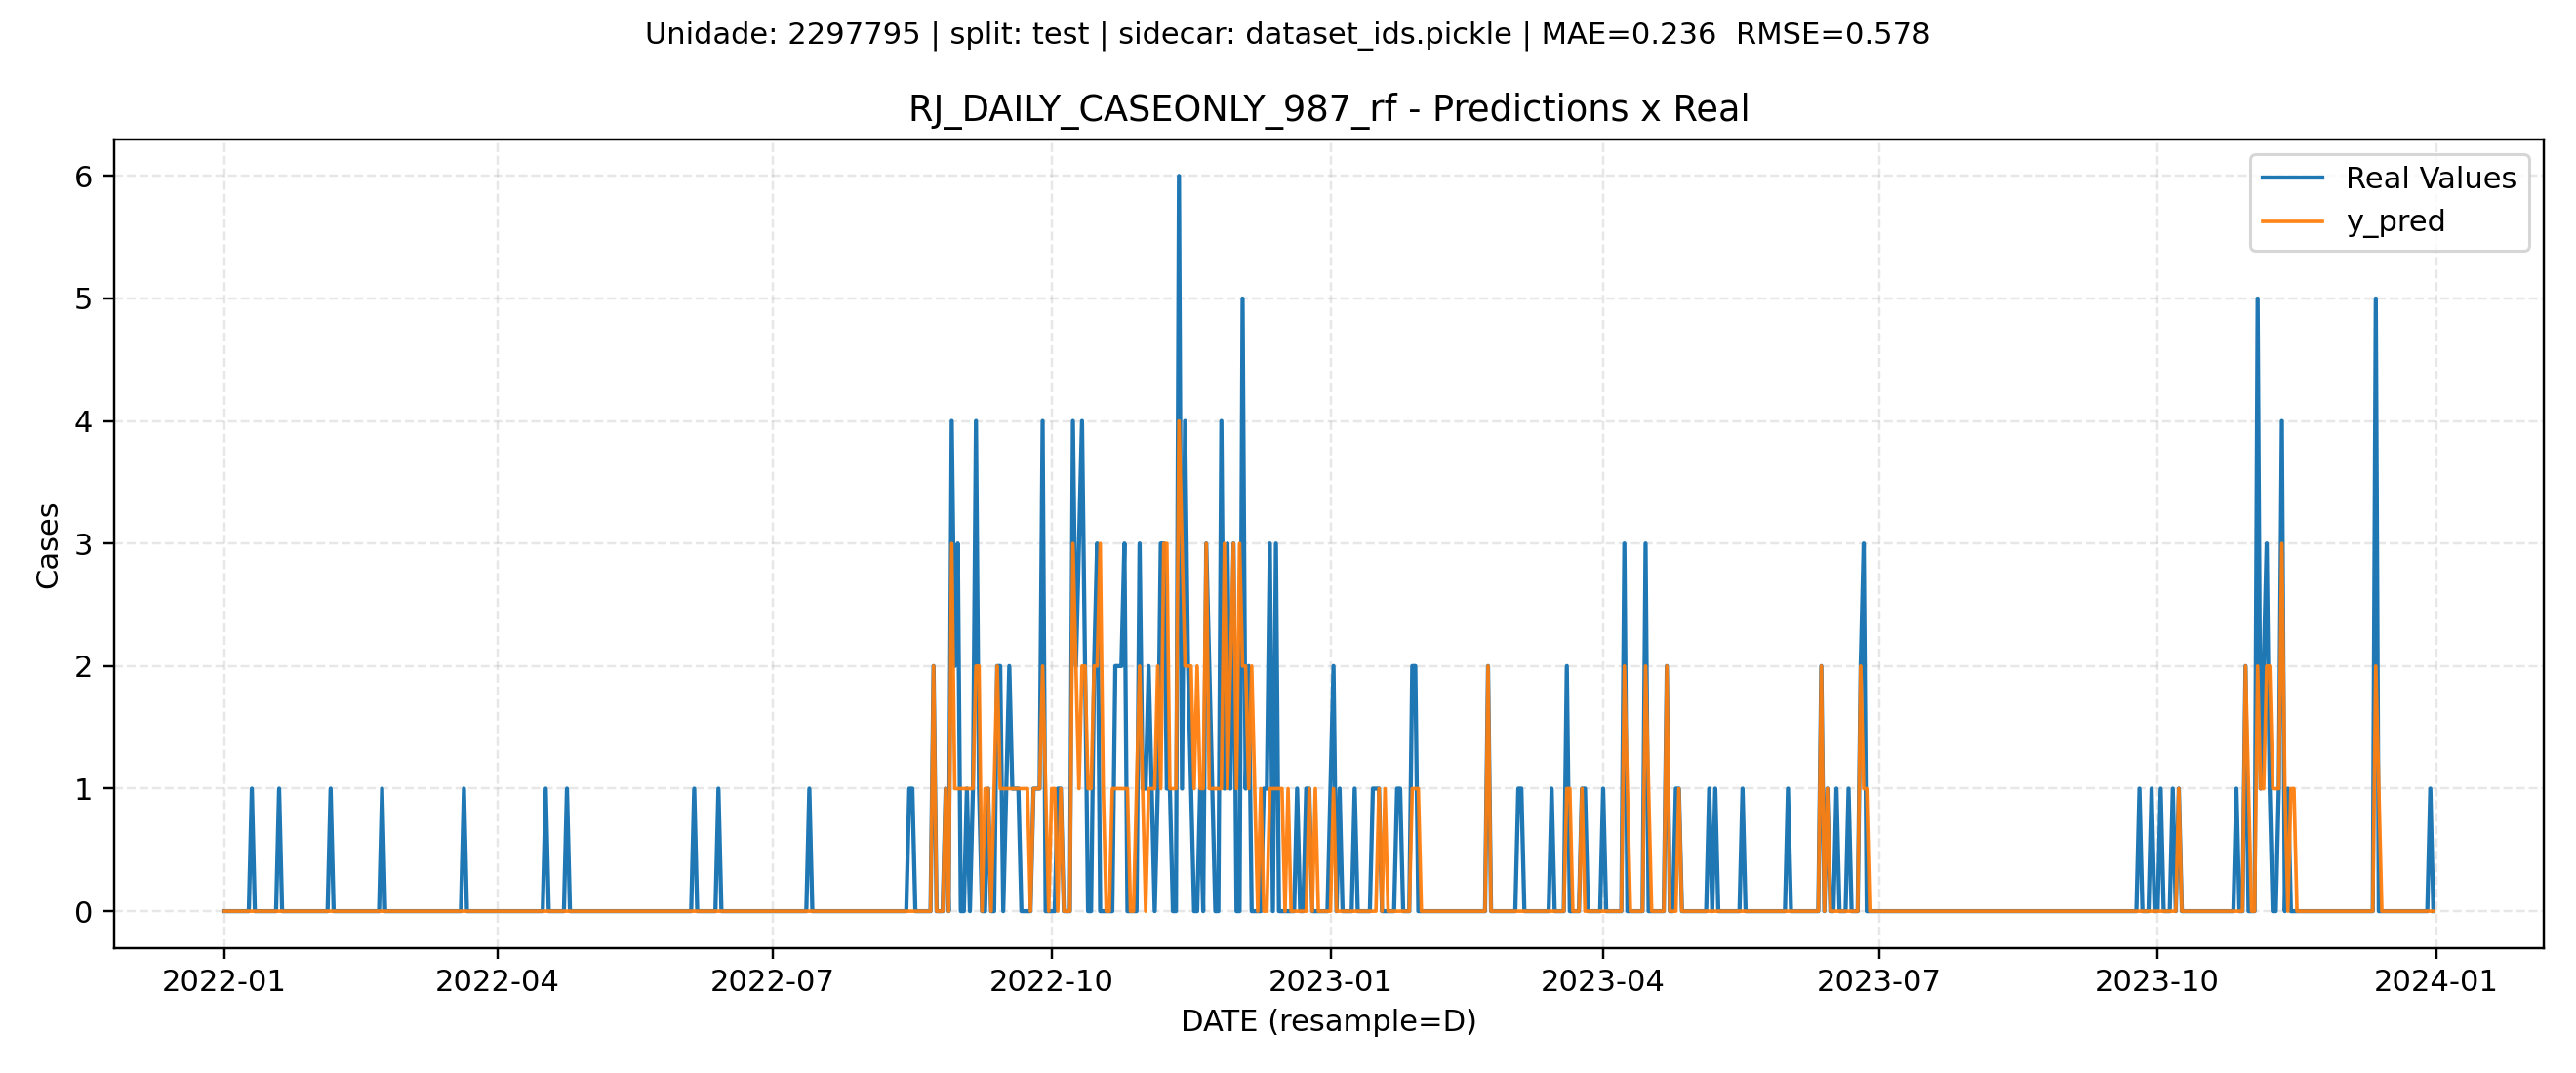 Unidade: 2297795 | split: test | sidecar: dataset_ids.pickle | MAE=0.236  RMSE=0.578
RJ_DAILY_CASEONLY_987_rf - Predictions x Real
Real Values
y_pred
6
5
4
3
2
1
0
Cases
2022-01
2022-04
2022-07
2022-10
2023-01
2023-04
2023-07
2023-10
2024-01
DATE (resample=D)